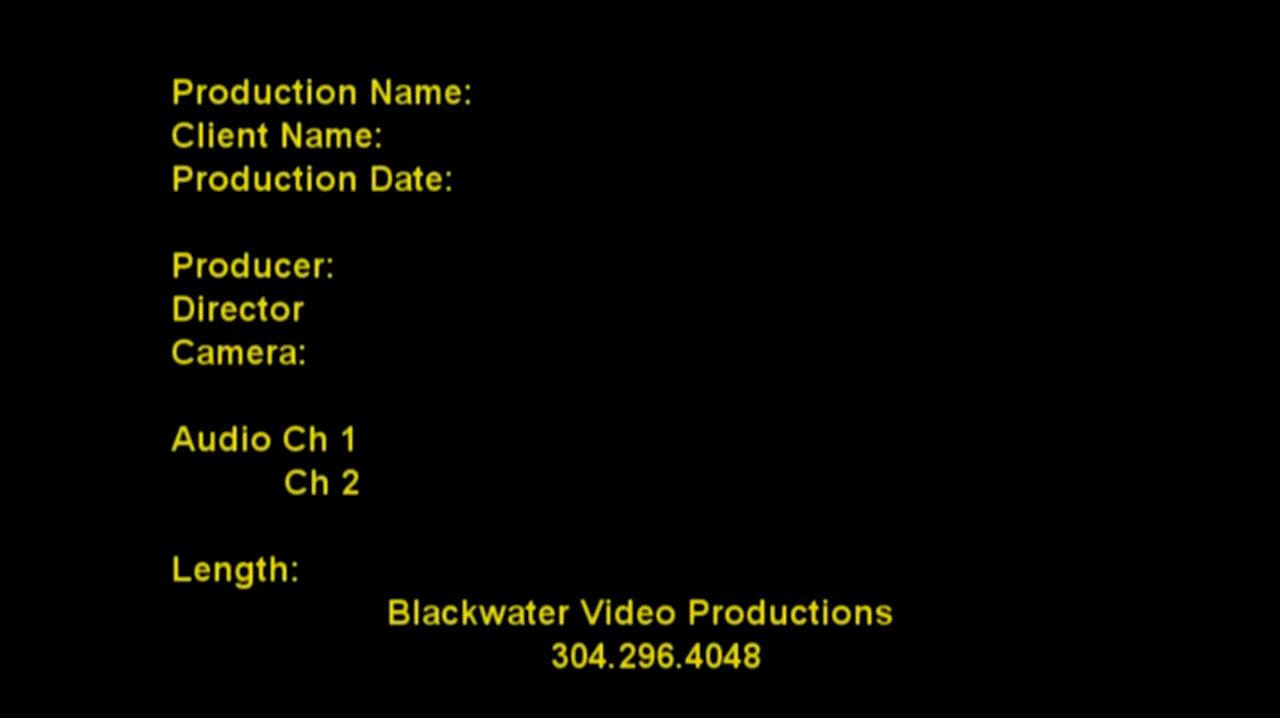 Production Name:
Client Name:
Production Date:
Producer:
Director
Camera:
Audio Ch 1
Ch 2
Length:
Blackwater Video Productions
304.296.4048